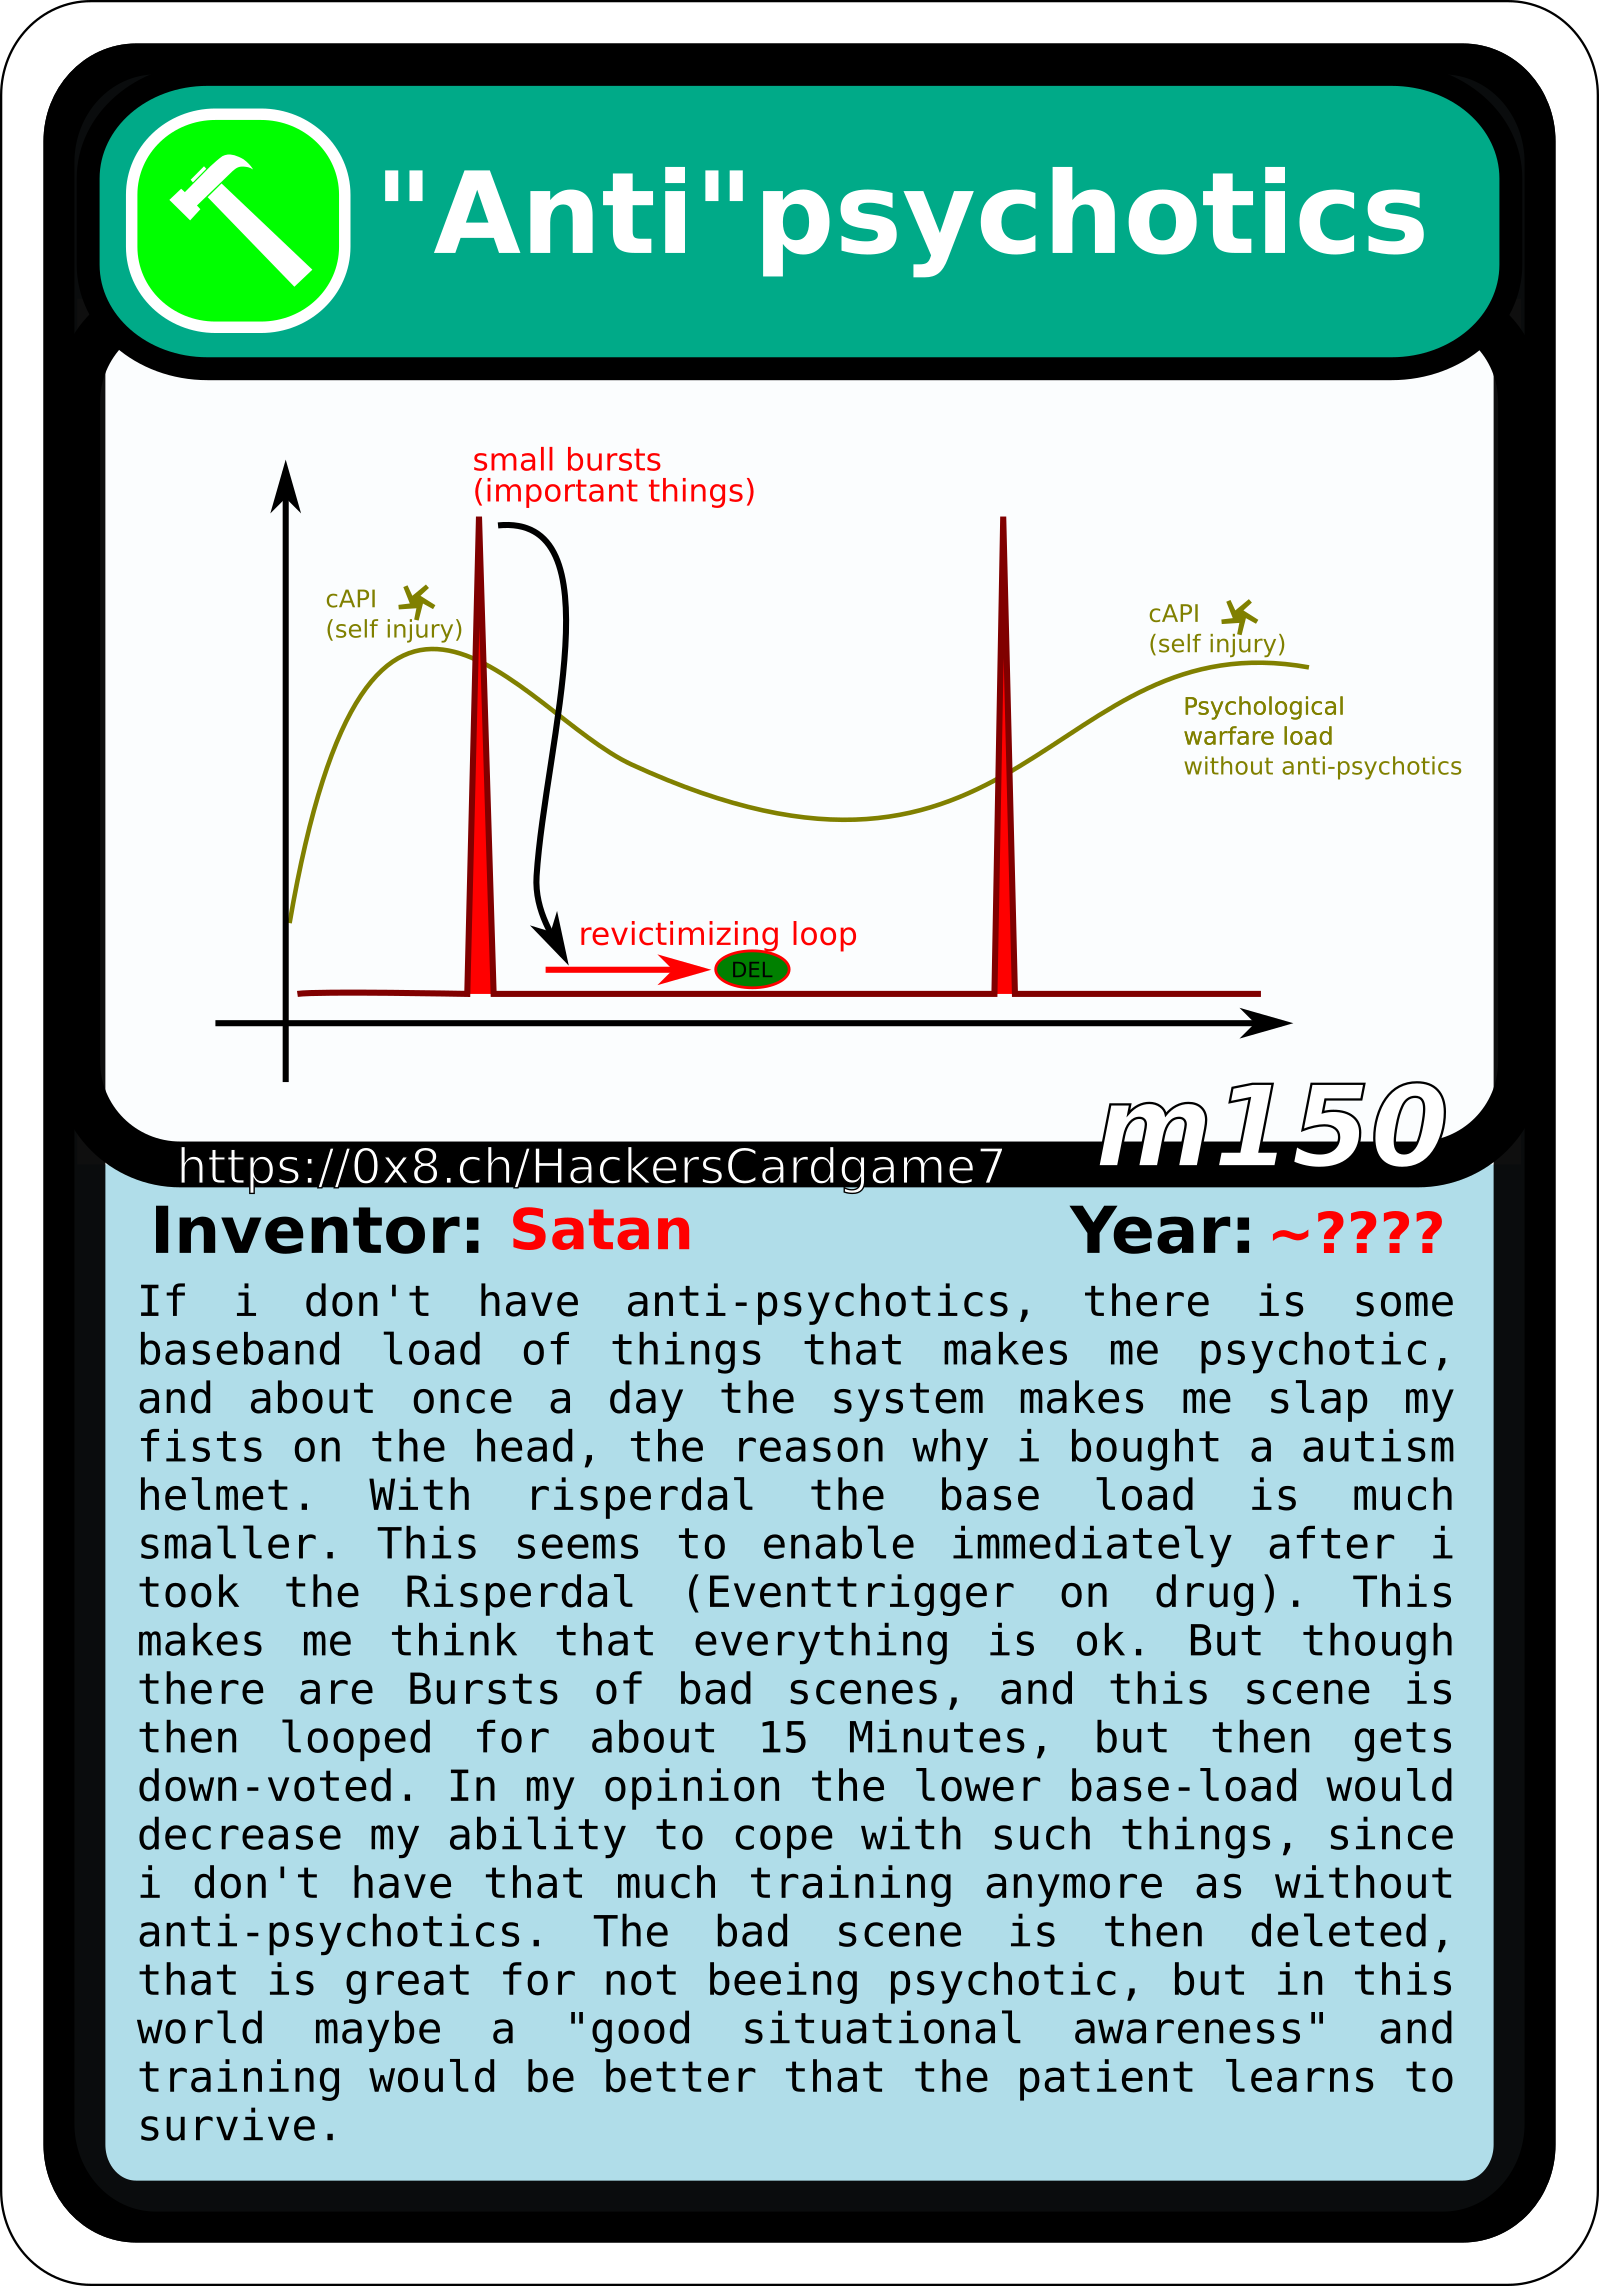 "Anti"psychotics
small bursts
(important things)
cAPI
(self injury)
cAPI
(self injury)
Psychological
warfare load
without anti-psychotics
revictimizing loop
DEL
m150
https://0x8.ch/HackersCardgame7
Inventor: Satan Year: ~????
If i don't have anti-psychotics, there is some
baseband load of things that makes me psychotic,
and about once a day the system makes me slap my
fists on the head, the reason why i bought a autism
helmet. With risperdal the base load is much
smaller. This seems to enable immediately after i
took the Risperdal (Eventtrigger on drug). This
makes me think that everything is ok. But though
there are Bursts of bad scenes, and this scene is
then looped for about 15 Minutes, but then gets
down-voted. In my opinion the lower base-load would
decrease my ability to cope with such things, since
i don't have that much training anymore as without
anti-psychotics. The bad scene is then deleted,
that is great for not beeing psychotic, but in this
world maybe a "good situational awareness" and
training would be better that the patient learns to
survive.